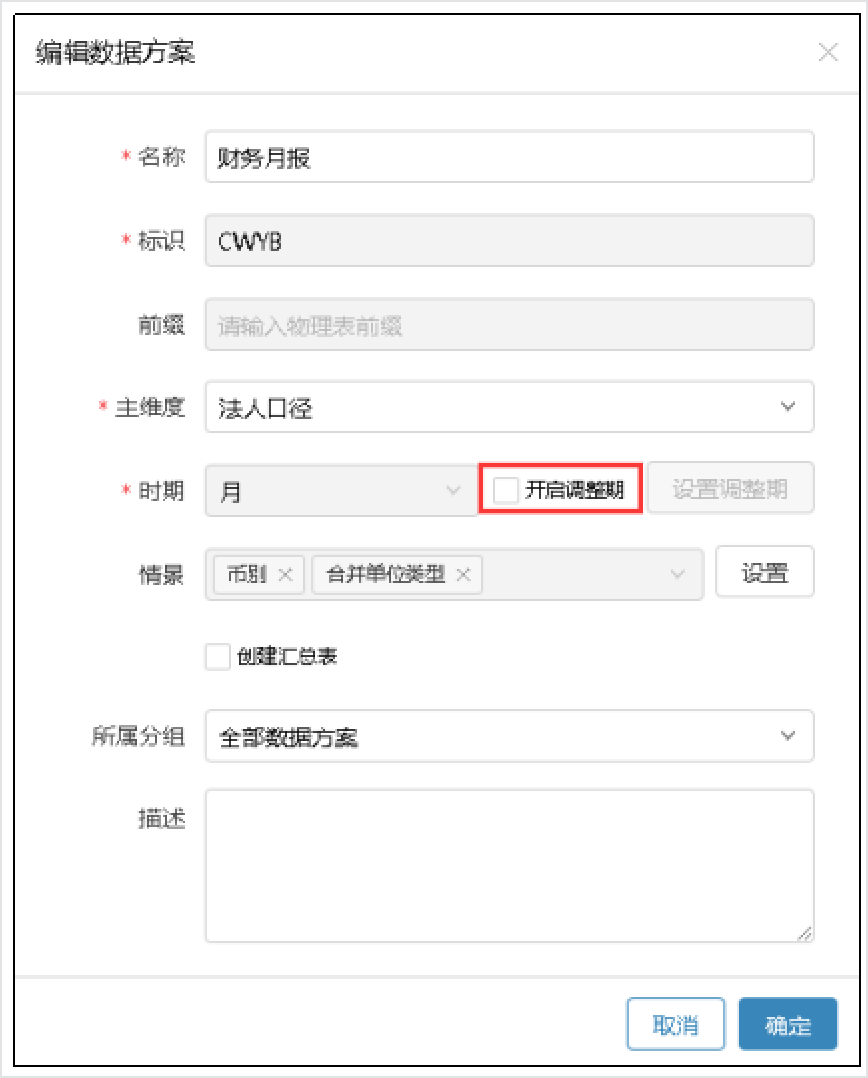 编辑数据方案
* 名称 财务月报
* 标识 CWYB
前缀 请输入物理表前缀
* 主维度 法人口径
* 时期 月 开启调整期 设置调整期
情景 币别 × 合并单位类型 × 设置
创建汇总表
所属分组 全部数据方案
描述
取消 确定